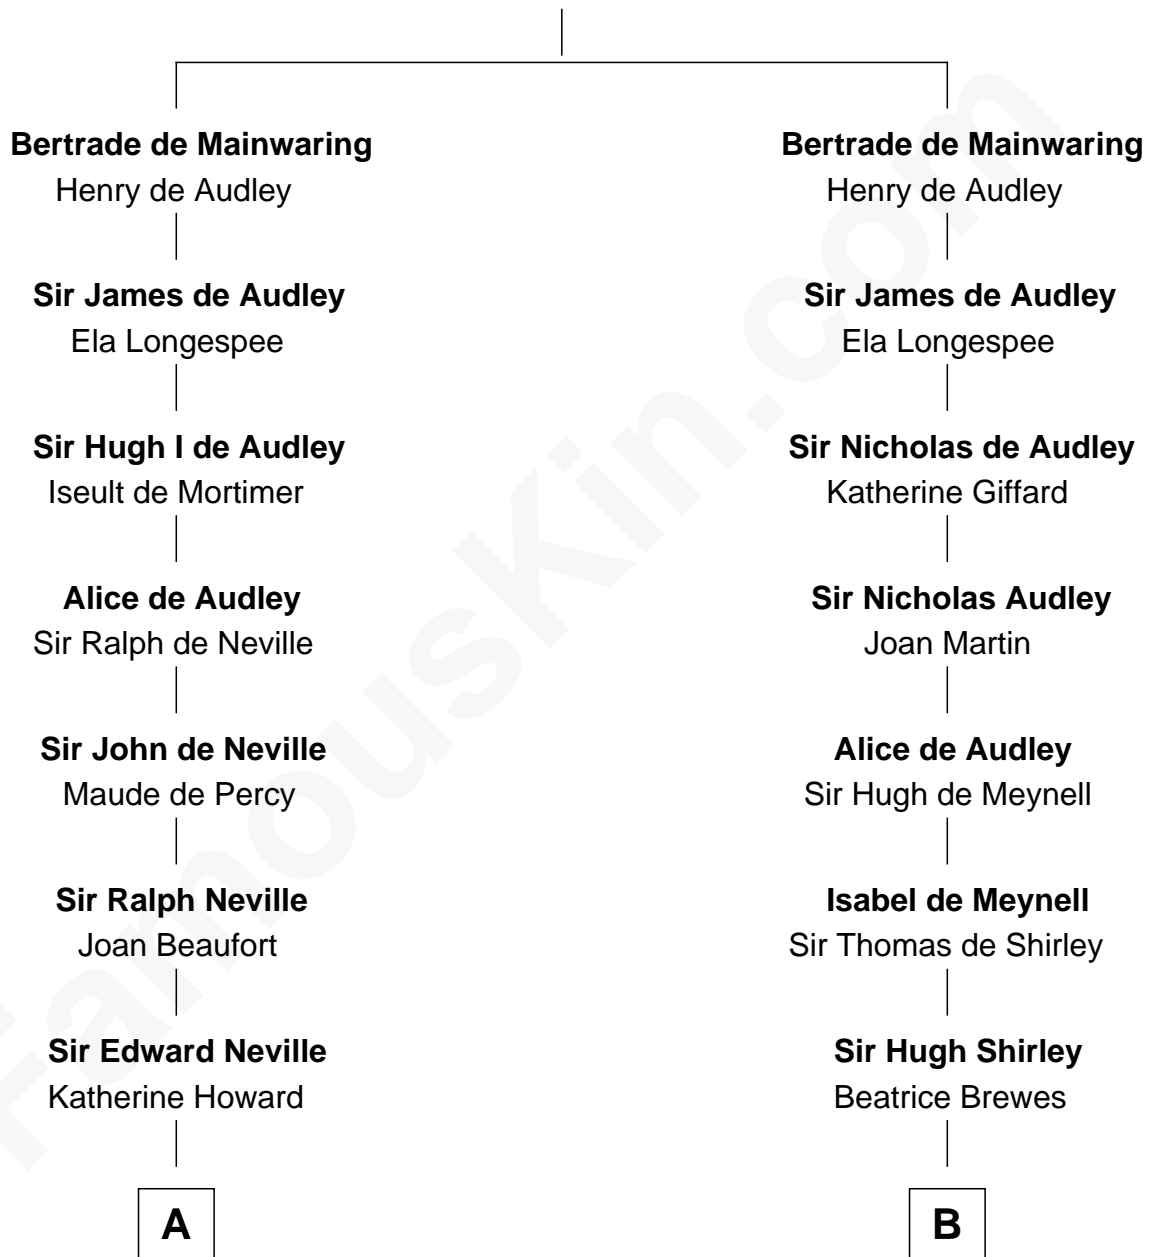 Bertrade de Mainwaring
Henry de Audley
Sir James de Audley
Ela Longespee
Sir Hugh I de Audley
Iseult de Mortimer
Alice de Audley
Sir Ralph de Neville
Sir John de Neville
Maude de Percy
Sir Ralph Neville
Joan Beaufort
Sir Edward Neville
Katherine Howard
A
Bertrade de Mainwaring
Henry de Audley
Sir James de Audley
Ela Longespee
Sir Nicholas de Audley
Katherine Giffard
Sir Nicholas Audley
Joan Martin
Alice de Audley
Sir Hugh de Meynell
Isabel de Meynell
Sir Thomas de Shirley
Sir Hugh Shirley
Beatrice Brewes
B
FamousKin.com